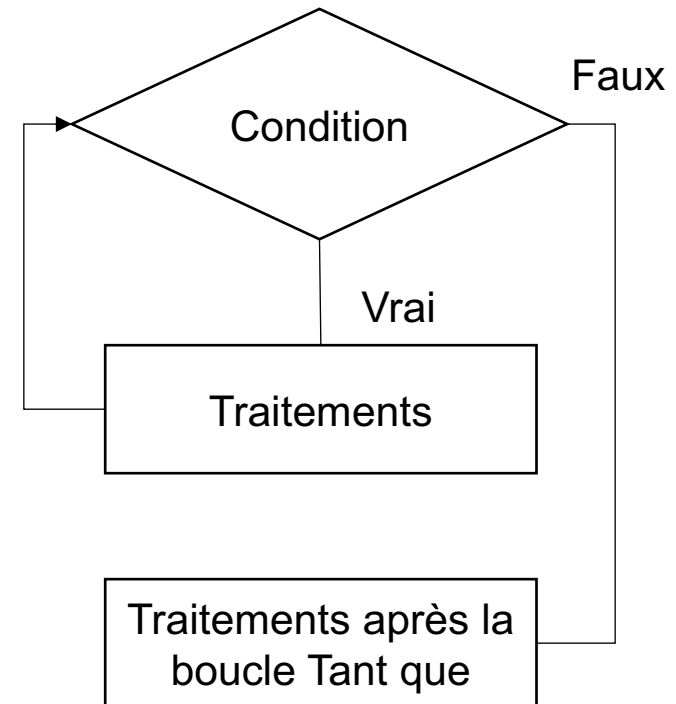 Faux
Condition
Vrai
Traitements
Traitements après la
boucle Tant que